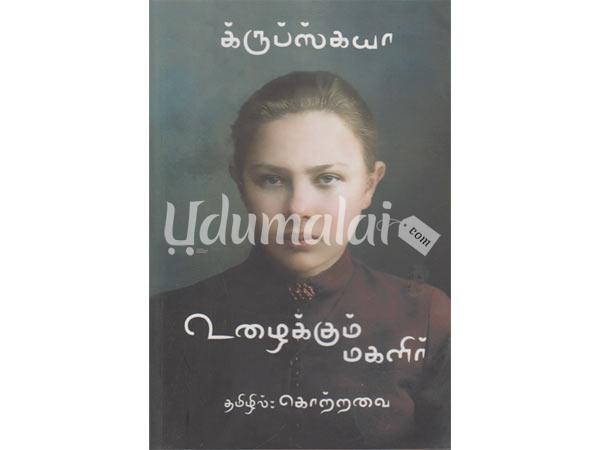 க்ருப்ஸ்கயா
udumalai.com
உழைக்கும்
மகளிர்
தமிழில்: கொற்றவை